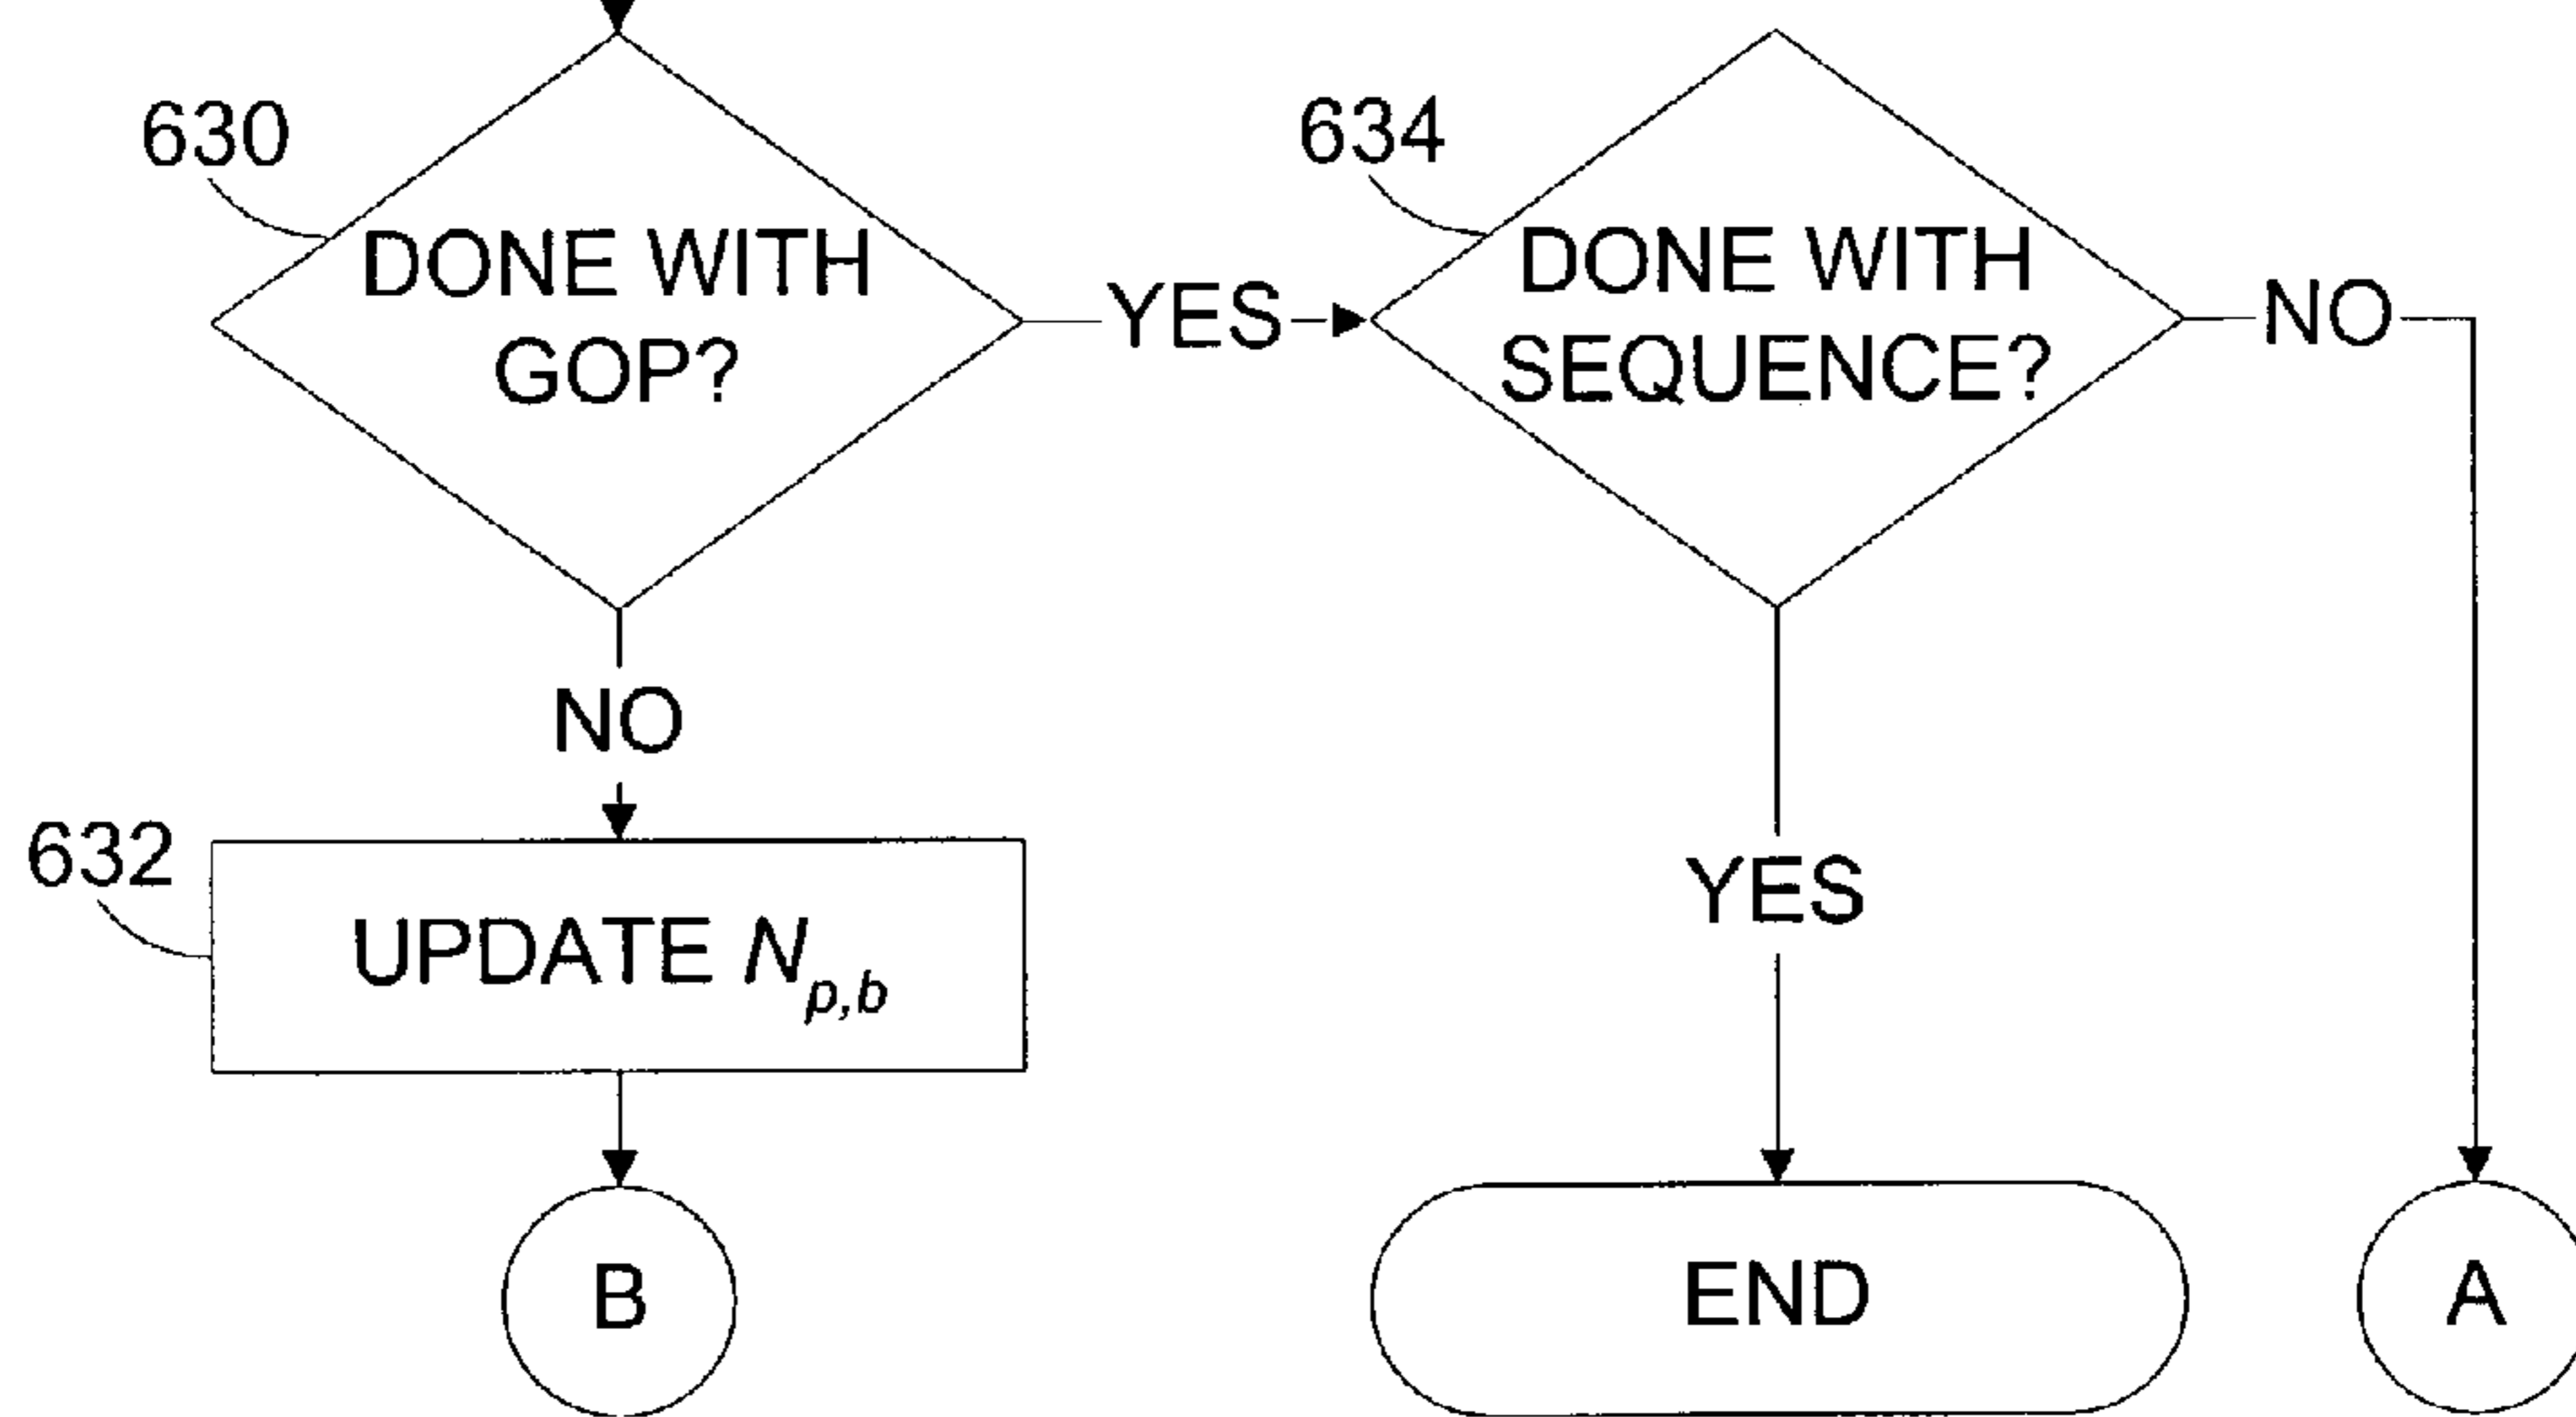 630
DONE WITH
GOP?
YES
634
DONE WITH
SEQUENCE?
NO
NO
632
UPDATE N_{p,b}
YES
B
END
A